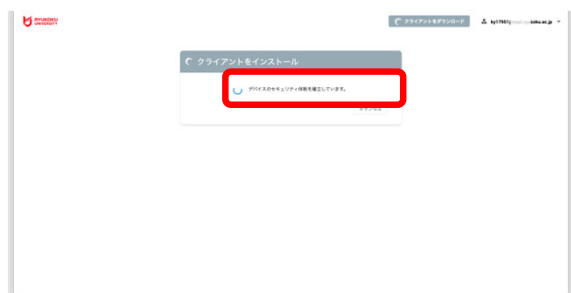 RYUKOKU
UNIVERSITY
クライアントをダウンロード
クライアントをインストール
デバイスのセキュリティ体制を確立しています。
キャンセル